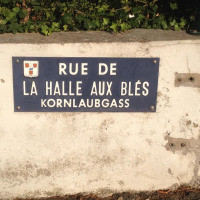 RUE DE
LA HALLE AUX BLÉS
KORNLAUBGASS